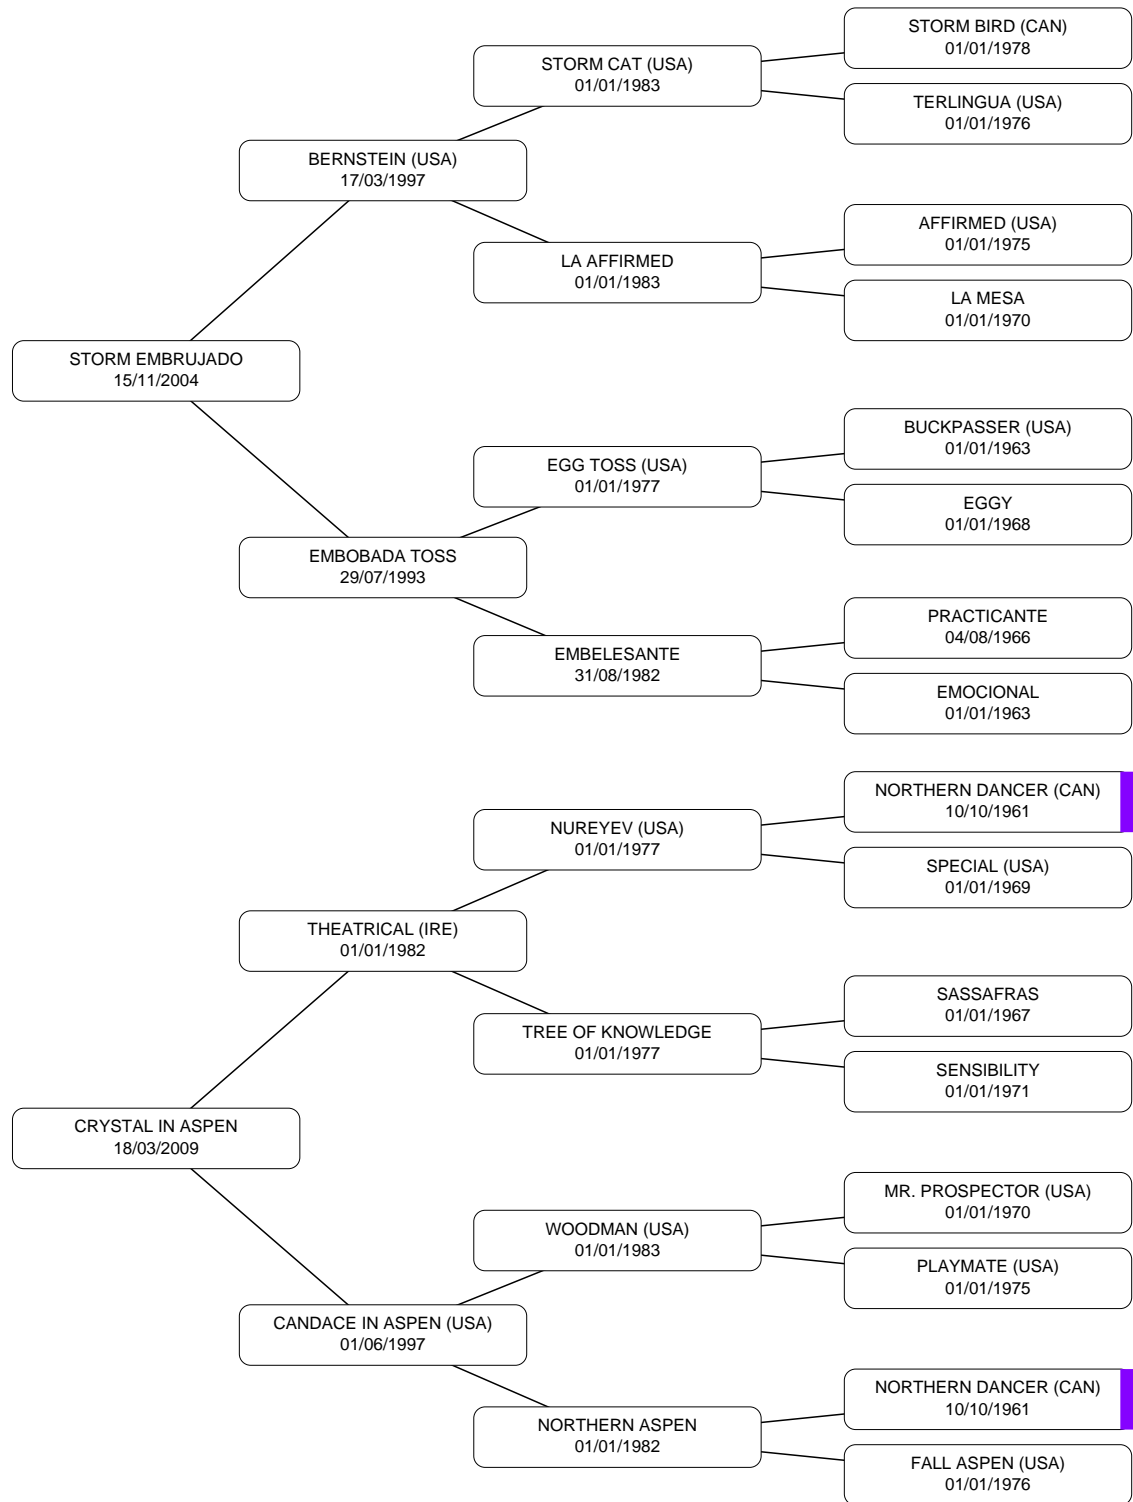 STORM BIRD (CAN)
01/01/1978
STORM CAT (USA)
01/01/1983
TERLINGUA (USA)
01/01/1976
BERNSTEIN (USA)
17/03/1997
AFFIRMED (USA)
01/01/1975
LA AFFIRMED
01/01/1983
LA MESA
01/01/1970
STORM EMBRUJADO
15/11/2004
BUCKPASSER (USA)
01/01/1963
EGG TOSS (USA)
01/01/1977
EGGY
01/01/1968
EMBOBADA TOSS
29/07/1993
PRACTICANTE
04/08/1966
EMBELESANTE
31/08/1982
EMOCIONAL
01/01/1963
NORTHERN DANCER (CAN)
10/10/1961
NUREYEV (USA)
01/01/1977
SPECIAL (USA)
01/01/1969
THEATRICAL (IRE)
01/01/1982
SASSAFRAS
01/01/1967
TREE OF KNOWLEDGE
01/01/1977
SENSIBILITY
01/01/1971
CRYSTAL IN ASPEN
18/03/2009
MR. PROSPECTOR (USA)
01/01/1970
WOODMAN (USA)
01/01/1983
PLAYMATE (USA)
01/01/1975
CANDACE IN ASPEN (USA)
01/06/1997
NORTHERN DANCER (CAN)
10/10/1961
NORTHERN ASPEN
01/01/1982
FALL ASPEN (USA)
01/01/1976